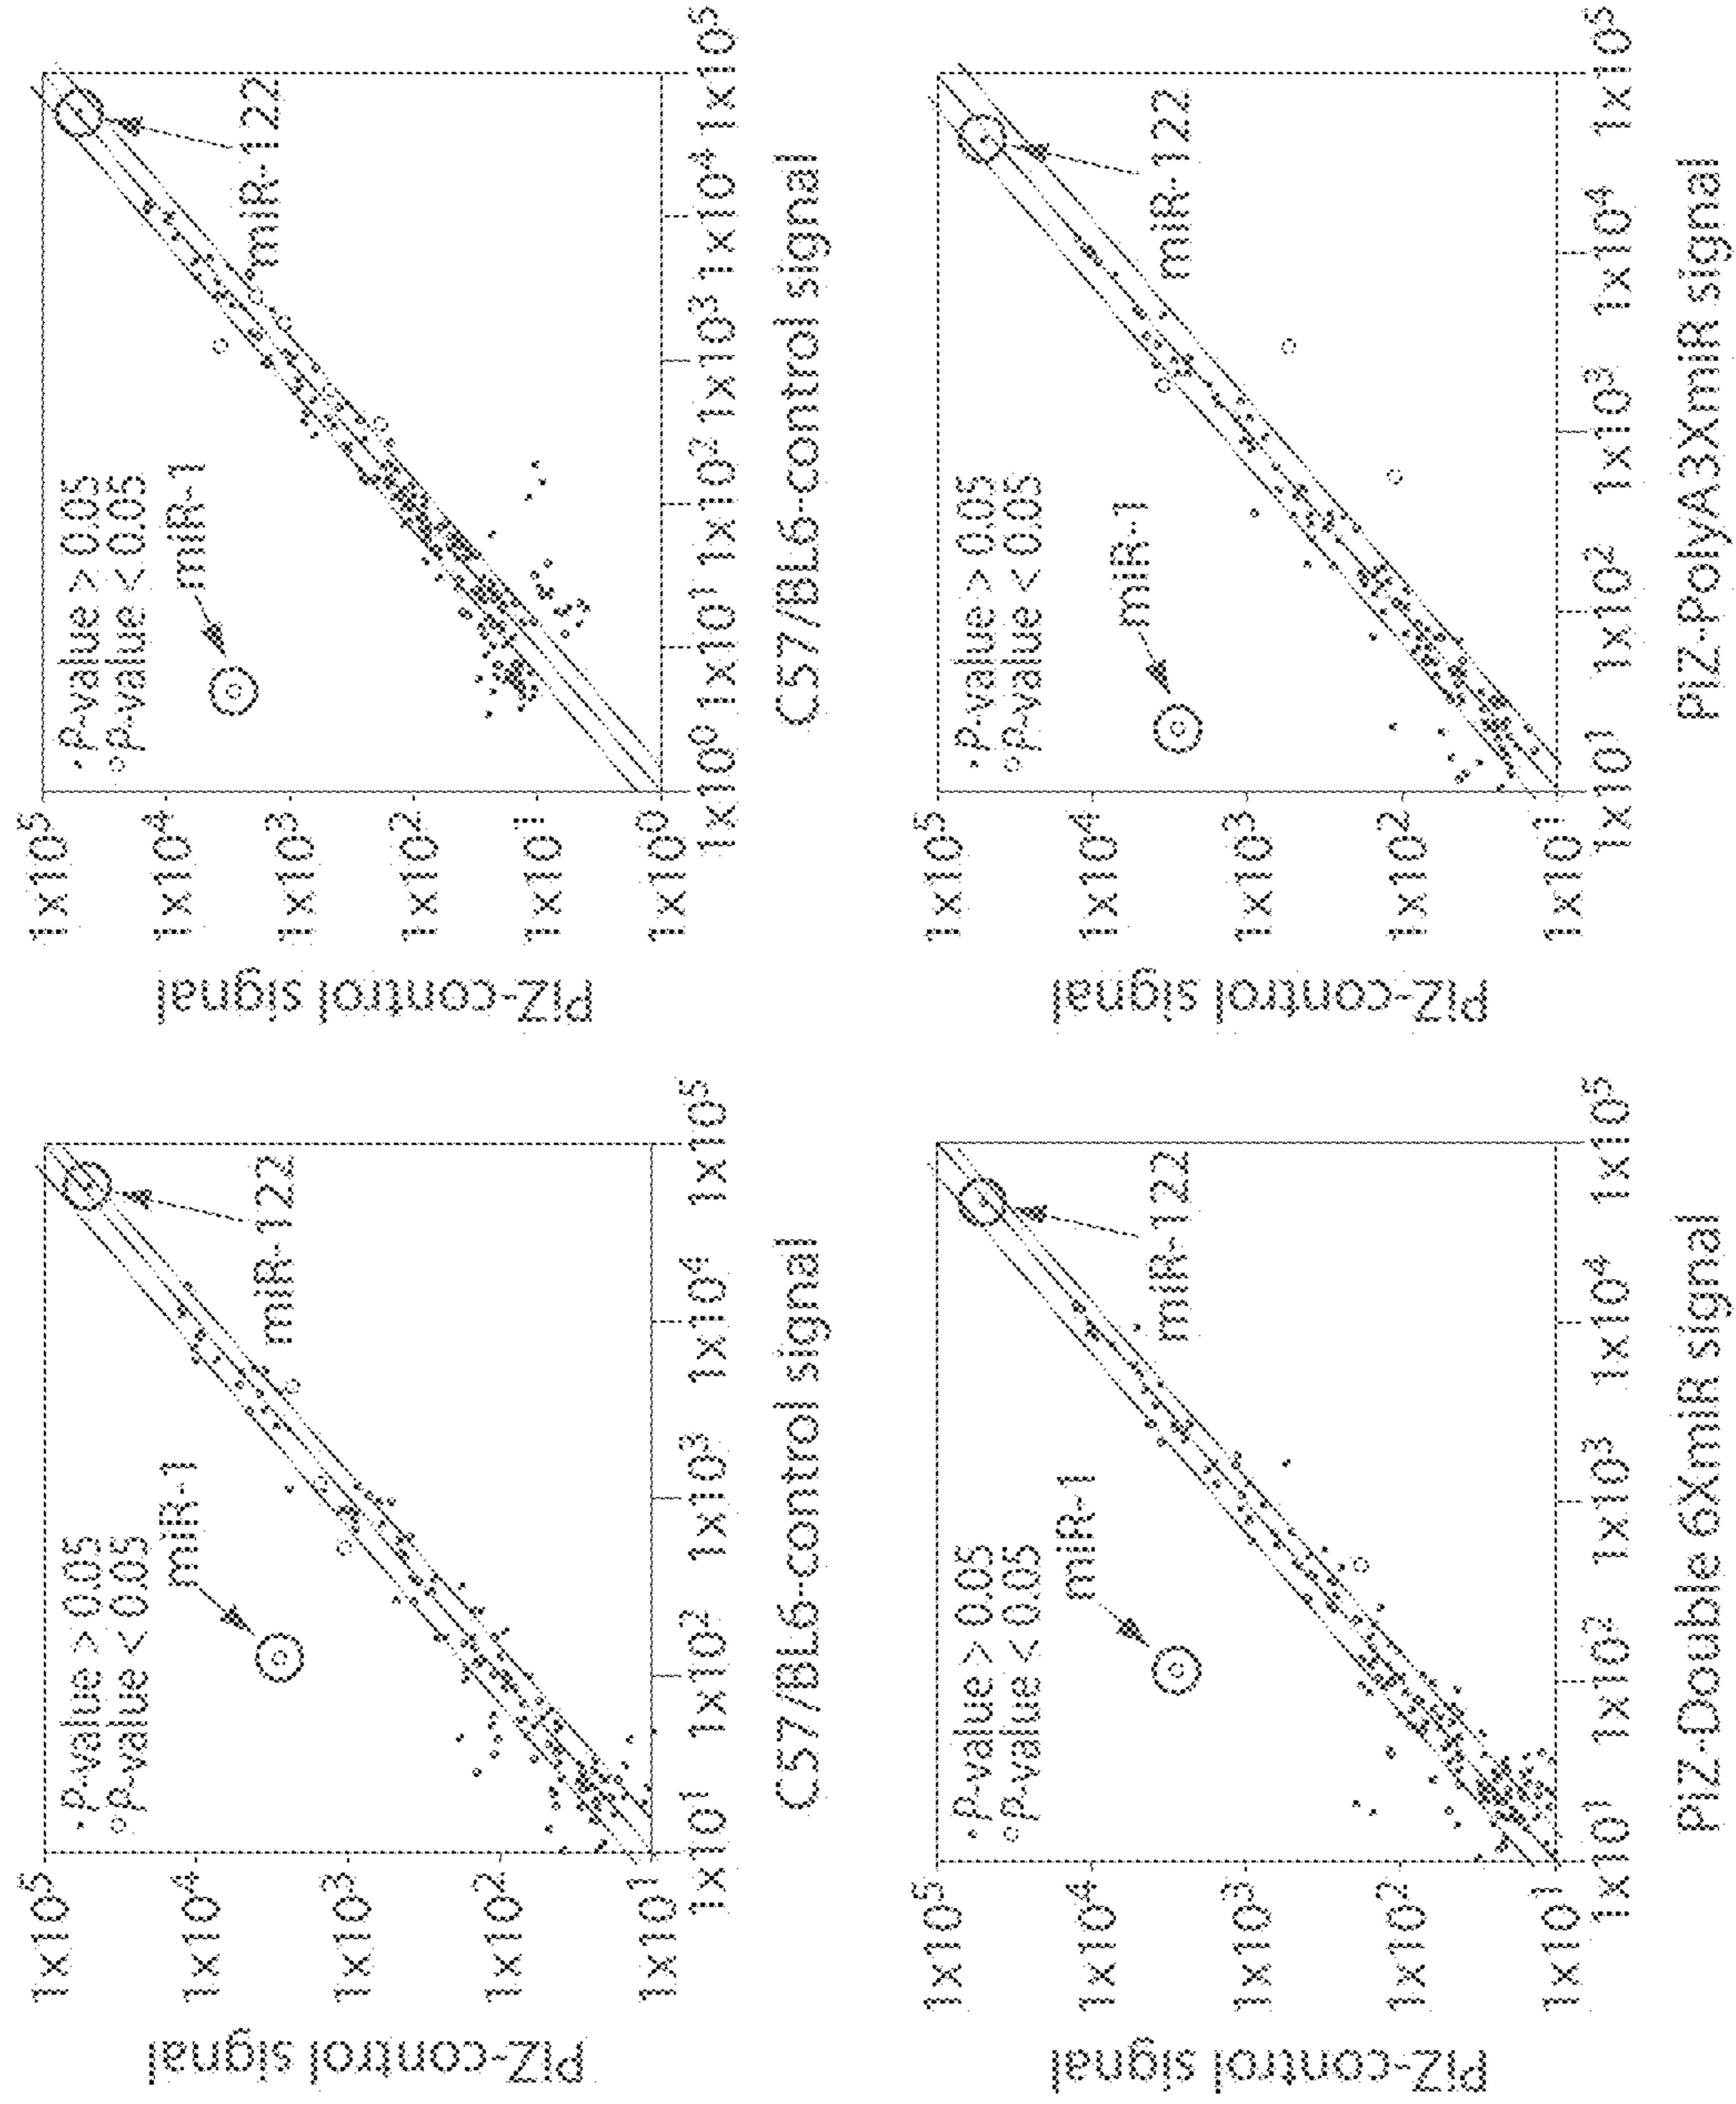 PiZ-control signal
1x10⁵
1x10⁴
1x10³
1x10²
1x10¹
• P-value > 0.05
○ p-value < 0.05
miR-1
miR-122
1x10¹ 1x10² 1x10³ 1x10⁴ 1x10⁵
C57/BL6-control signal
PiZ-control signal
1x10⁵
1x10⁴
1x10³
1x10²
1x10¹
1x10⁰
• P-value > 0.05
○ p-value < 0.05
miR-1
miR-122
1x10⁰ 1x10¹ 1x10² 1x10³ 1x10⁴ 1x10⁵
C57/BL6-control signal
PiZ-control signal
1x10⁵
1x10⁴
1x10³
1x10²
1x10¹
• P-value > 0.05
○ p-value < 0.05
miR-1
miR-122
1x10¹ 1x10² 1x10³ 1x10⁴ 1x10⁵
PiZ-Double 6XmiR signal
PiZ-control signal
1x10⁵
1x10⁴
1x10³
1x10²
1x10¹
• P-value > 0.05
○ p-value < 0.05
miR-1
miR-122
1x10¹ 1x10² 1x10³ 1x10⁴ 1x10⁵
PiZ-PolyA3XmiR signal